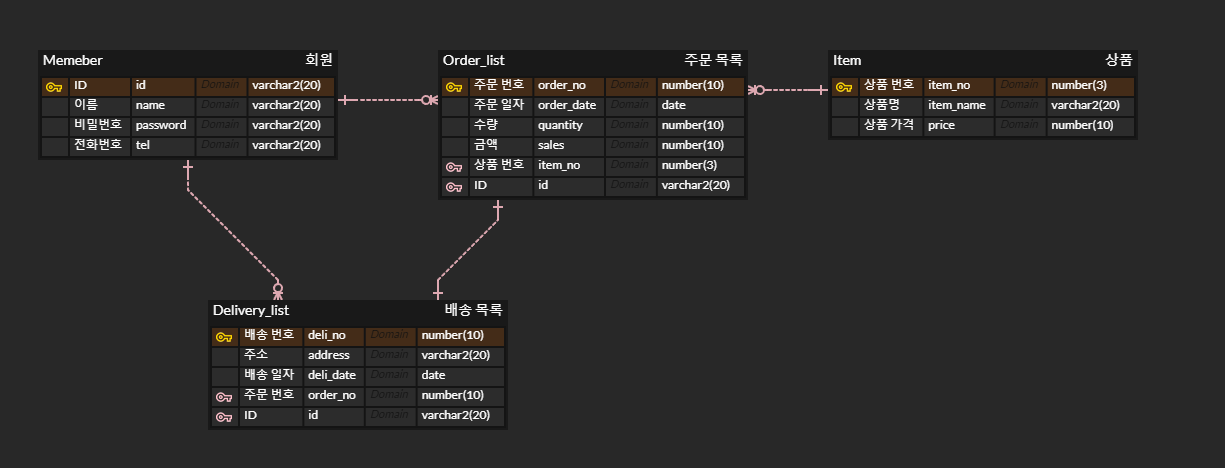 Memeber 회원
ID id Domain varchar2(20)
이름 name Domain varchar2(20)
비밀번호 password Domain varchar2(20)
전화번호 tel Domain varchar2(20)
Order_list 주문 목록
주문 번호 order_no Domain number(10)
주문 일자 order_date Domain date
수량 quantity Domain number(10)
금액 sales Domain number(10)
상품 번호 item_no Domain number(3)
ID id Domain varchar2(20)
Item 상품
상품 번호 item_no Domain number(3)
상품명 item_name Domain varchar2(20)
상품 가격 price Domain number(10)
Delivery_list 배송 목록
배송 번호 deli_no Domain number(10)
주소 address Domain varchar2(20)
배송 일자 deli_date Domain date
주문 번호 order_no Domain number(10)
ID id Domain varchar2(20)